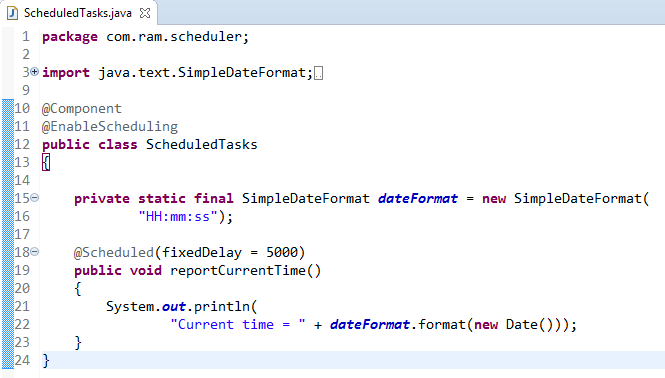 ScheduledTasks.java
1 package com.ram.scheduler;
2
3 import java.text.SimpleDateFormat;
9
10 @Component
11 @EnableScheduling
12 public class ScheduledTasks
13 {
14
15 private static final SimpleDateFormat dateFormat = new SimpleDateFormat(
16 "HH:mm:ss");
17
18 @Scheduled(fixedDelay = 5000)
19 public void reportCurrentTime()
20 {
21 System.out.println(
22 "Current time = " + dateFormat.format(new Date()));
23 }
24 }